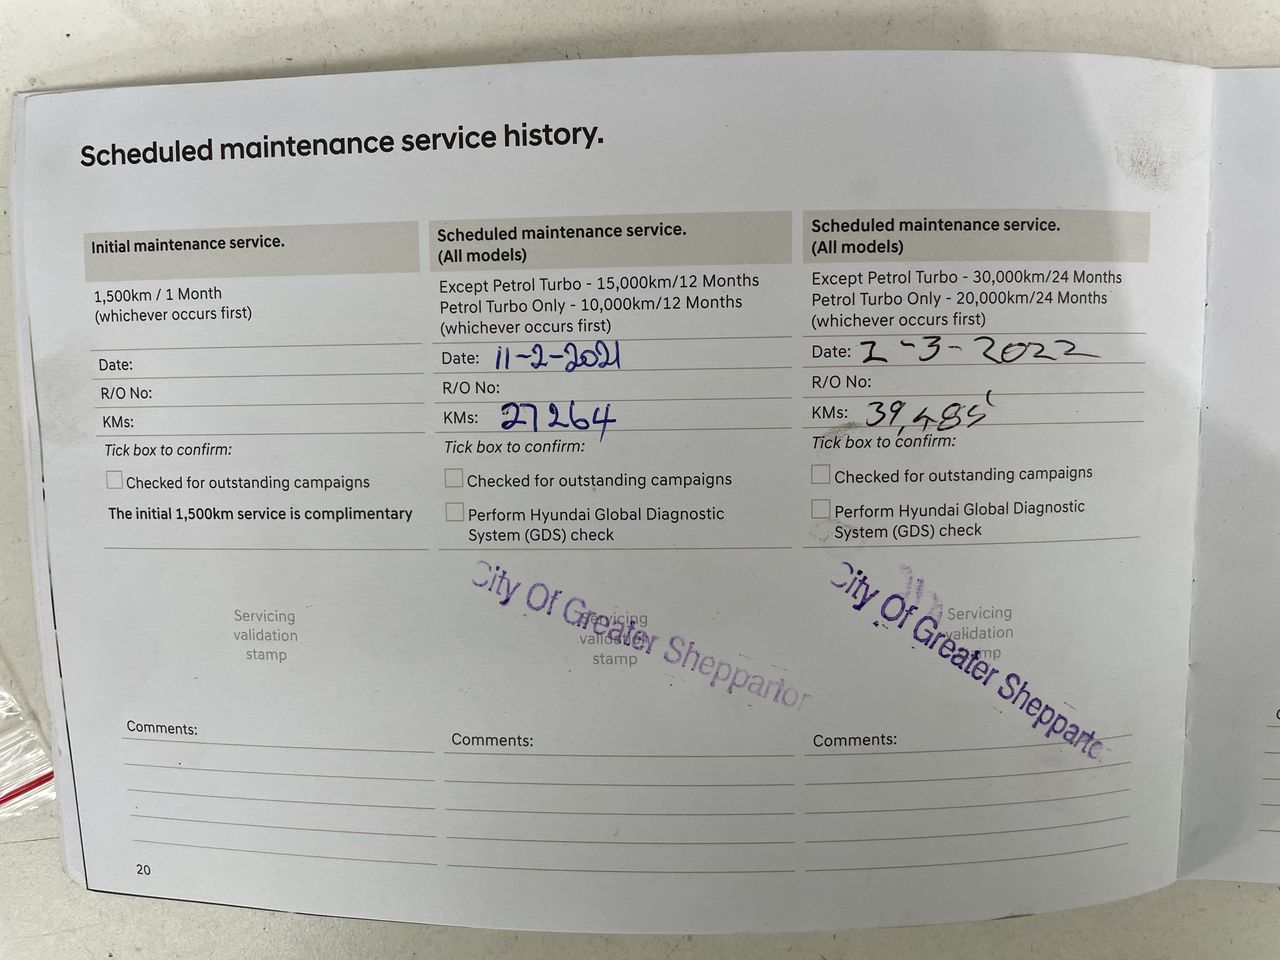 Scheduled maintenance service history.
Initial maintenance service.
1,500km / 1 Month
(whichever occurs first)
Date:
R/O No:
KMs:
Tick box to confirm:
Checked for outstanding campaigns
The initial 1,500km service is complimentary
Servicing
validation
stamp
Comments:
Scheduled maintenance service.
(All models)
Except Petrol Turbo - 15,000km/12 Months
Petrol Turbo Only - 10,000km/12 Months
(whichever occurs first)
Date: 11-2-2021
R/O No:
KMs: 27264
Tick box to confirm:
Checked for outstanding campaigns
Perform Hyundai Global Diagnostic
System (GDS) check
City Of Greater Shepparton
Servicing
validation
stamp
Comments:
Scheduled maintenance service.
(All models)
Except Petrol Turbo - 30,000km/24 Months
Petrol Turbo Only - 20,000km/24 Months
(whichever occurs first)
Date: 2-3-2022
R/O No:
KMs: 39,485
Tick box to confirm:
Checked for outstanding campaigns
Perform Hyundai Global Diagnostic
System (GDS) check
City Of Greater Shepparto
Servicing
validation
stamp
Comments:
20